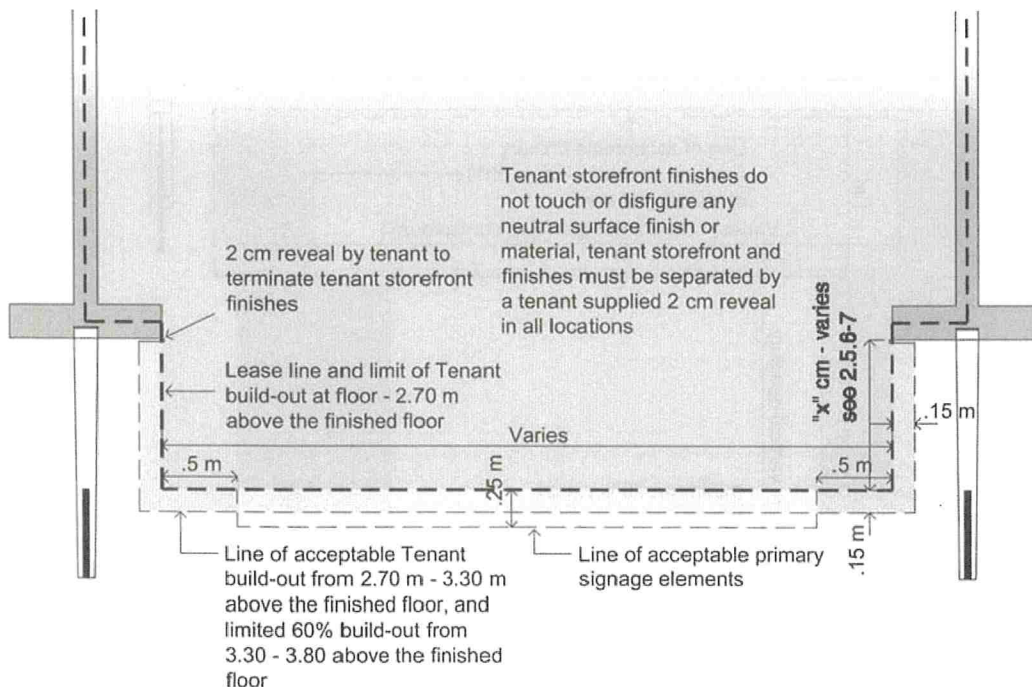 Tenant storefront finishes do
not touch or disfigure any
neutral surface finish or
material, tenant storefront and
finishes must be separated by
a tenant supplied 2 cm reveal
in all locations
2 cm reveal by tenant to
terminate tenant storefront
finishes
"x" cm - varies
see 2.5.6-7
Lease line and limit of Tenant
build-out at floor - 2.70 m
above the finished floor
.15 m
Varies
.5 m
.25 m
.5 m
.15 m
Line of acceptable Tenant
build-out from 2.70 m - 3.30 m
above the finished floor, and
limited 60% build-out from
3.30 - 3.80 above the finished
floor
Line of acceptable primary
signage elements